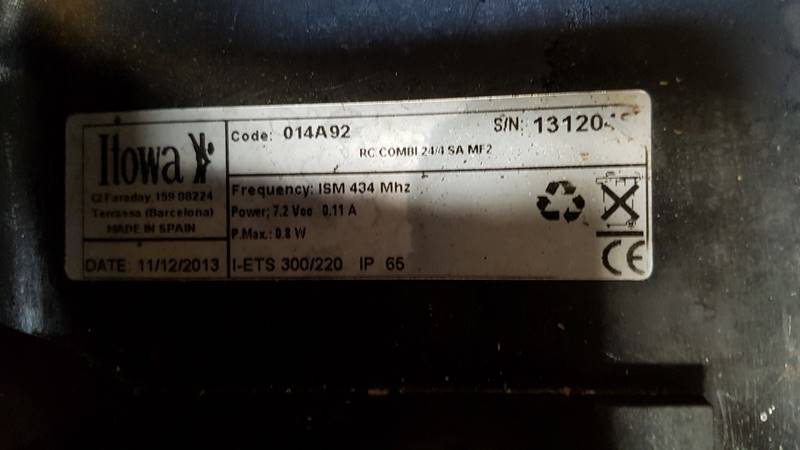 Itowa
C/ Faraday, 159 08224
Terrassa (Barcelona)
MADE IN SPAIN
DATE: 11/12/2013
Code: 014A92
S/N:
RC COMBI 24/4 SA MF2
Frequency: ISM 434 Mhz
Power; 7.2 Vcc 0.11 A
P.Max.: 0.8 W
I-ETS 300/220 IP 65
CE